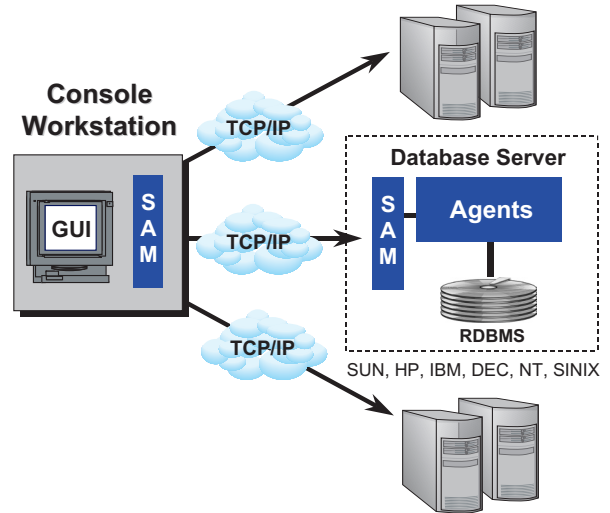 Console
Workstation
GUI
S
A
M
TCP/IP
TCP/IP
TCP/IP
Database Server
S
A
M
Agents
RDBMS
SUN, HP, IBM, DEC, NT, SINIX